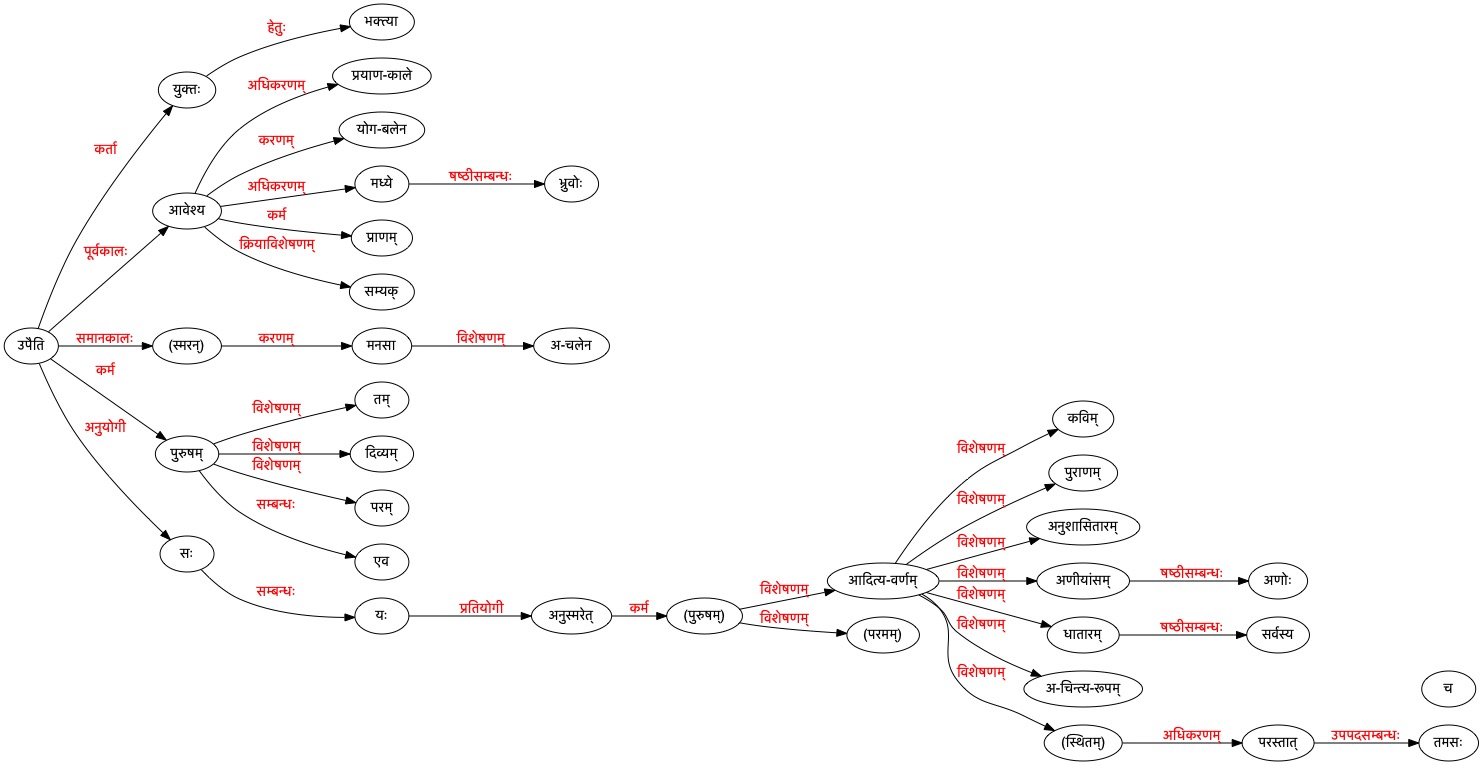 भक्त्या
हेतुः
प्रयाण-काले
युक्तः
अधिकरणम्
योग-बलेन
करणम्
कर्ता
मध्ये
षष्ठीसम्बन्धः
भ्रुवोः
अधिकरणम्
आवेश्य
कर्म
प्राणम्
क्रियाविशेषणम्
पूर्वकालः
सम्यक्
उपैति
समानकालः
(स्मरन्)
करणम्
मनसा
विशेषणम्
अ-चलेन
कर्म
तम्
विशेषणम्
अनुयोगी
पुरुषम्
विशेषणम्
दिव्यम्
विशेषणम्
परम्
सम्बन्धः
एव
सः
सम्बन्धः
यः
प्रतियोगी
अनुस्मरेत्
कर्म
(पुरुषम्)
विशेषणम्
आदित्य-वर्णम्
विशेषणम्
(परमम्)
विशेषणम्
कविम्
विशेषणम्
पुराणम्
विशेषणम्
अनुशासितारम्
विशेषणम्
अणीयांसम्
षष्ठीसम्बन्धः
अणोः
विशेषणम्
धातारम्
षष्ठीसम्बन्धः
सर्वस्य
विशेषणम्
अ-चिन्त्य-रूपम्
च
विशेषणम्
(स्थितम्)
अधिकरणम्
परस्तात्
उपपदसम्बन्धः
तमसः